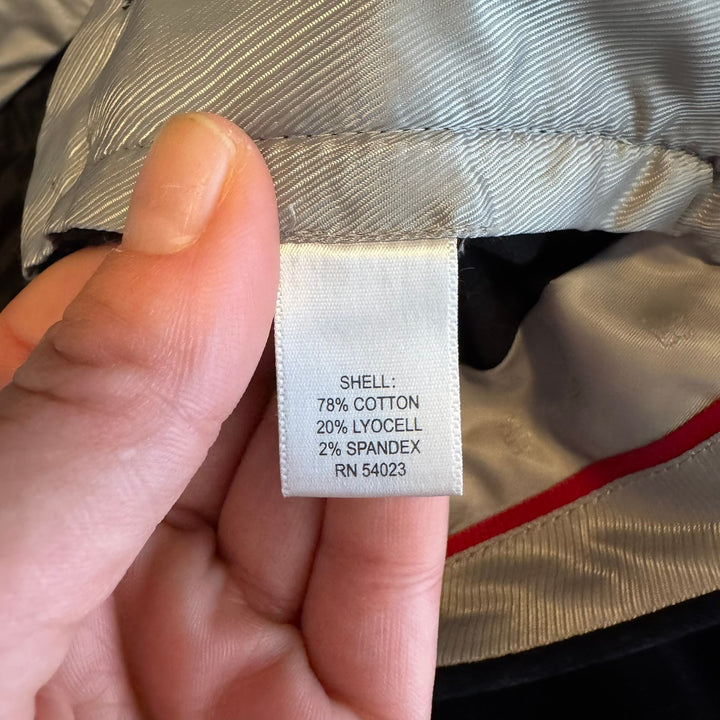 SHELL:
78% COTTON
20% LYOCELL
2% SPANDEX
RN 54023